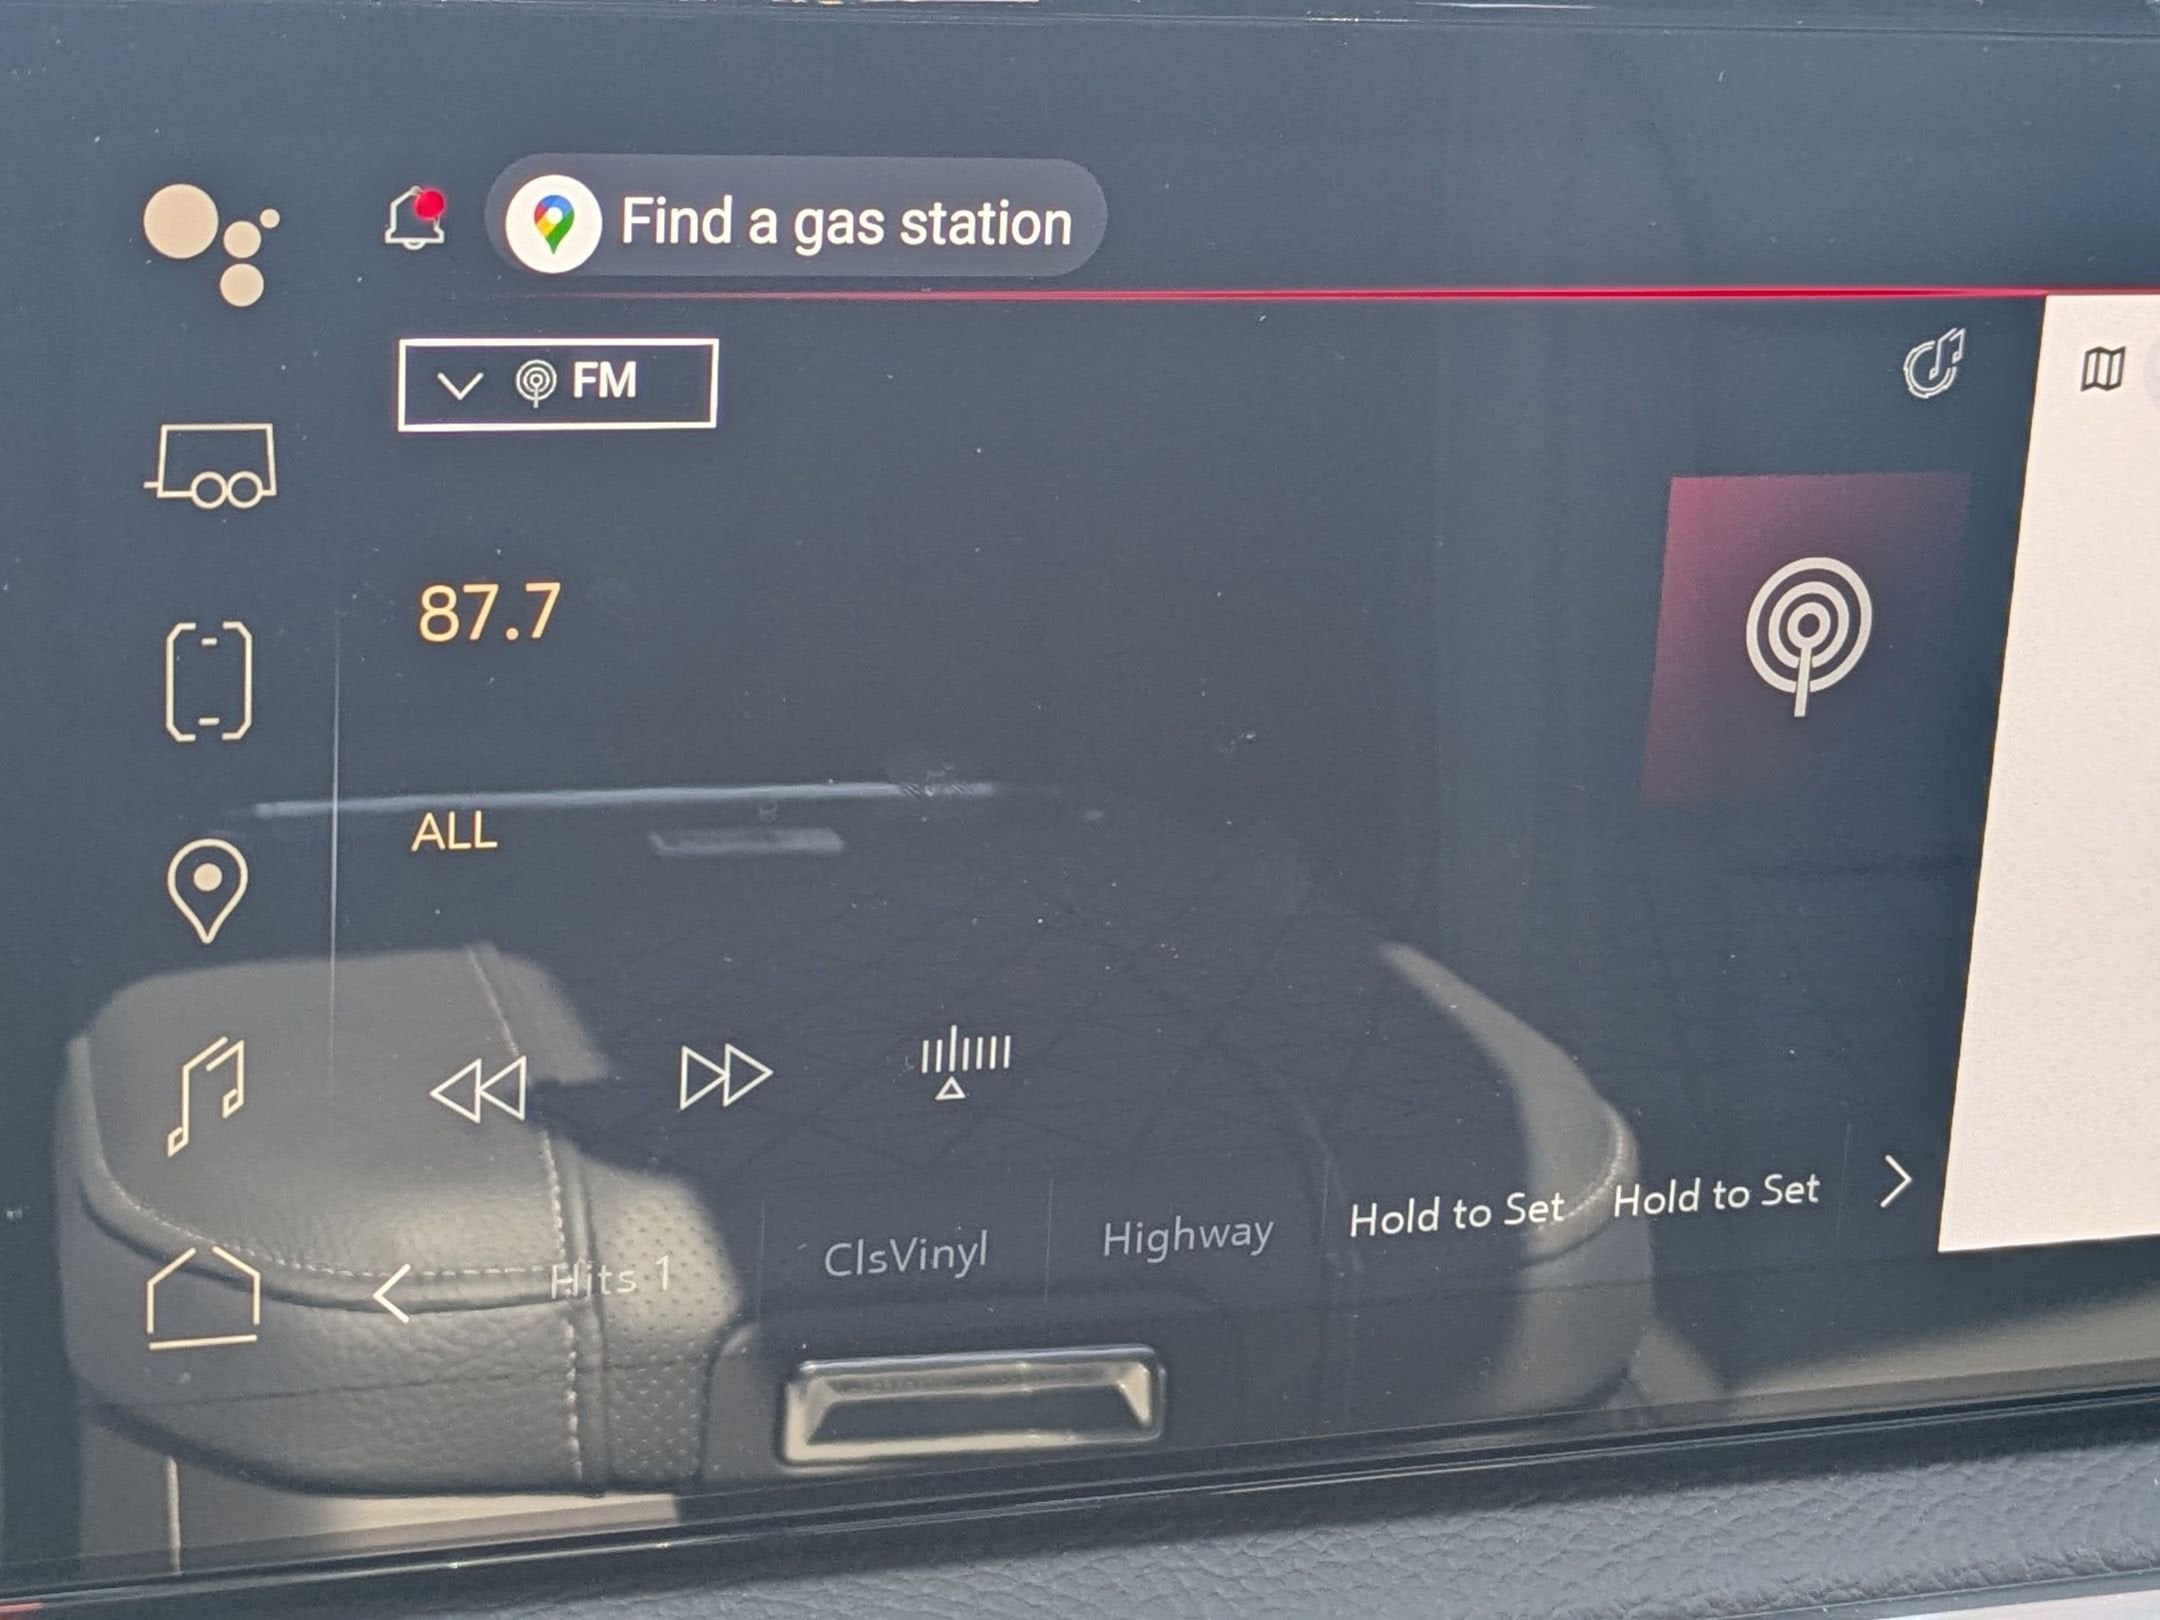 Find a gas station
FM
87.7
ALL
Hits 1
ClsVinyl
Highway
Hold to Set
Hold to Set